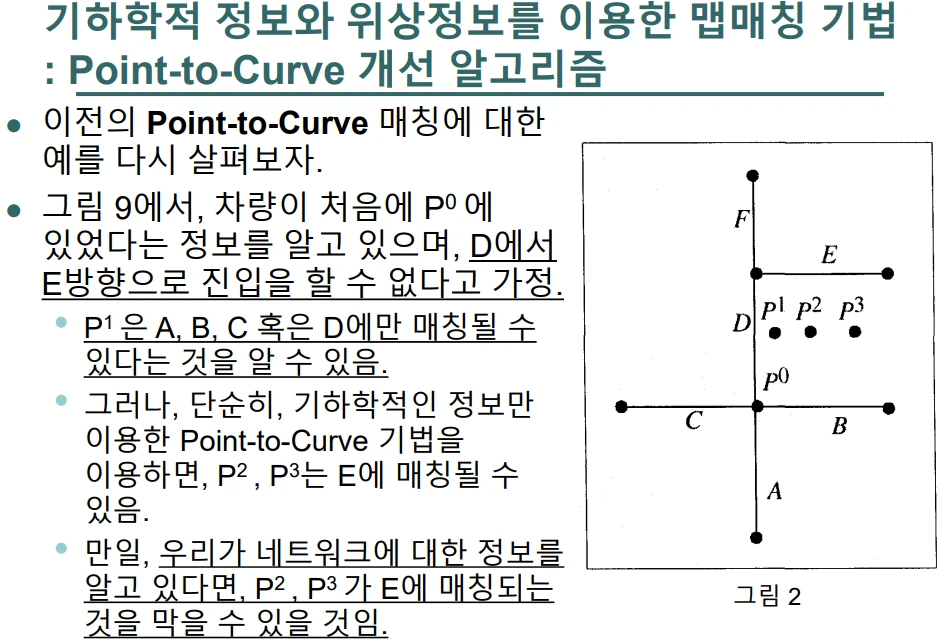 기하학적 정보와 위상정보를 이용한 맵매칭 기법
: Point-to-Curve 개선 알고리즘
이전의 Point-to-Curve 매칭에 대한
예를 다시 살펴보자.
그림 9에서, 차량이 처음에 P⁰ 에
있었다는 정보를 알고 있으며, D에서
E방향으로 진입을 할 수 없다고 가정.
P¹ 은 A, B, C 혹은 D에만 매칭될 수
있다는 것을 알 수 있음.
그러나, 단순히, 기하학적인 정보만
이용한 Point-to-Curve 기법을
이용하면, P² , P³는 E에 매칭될 수
있음.
만일, 우리가 네트워크에 대한 정보를
알고 있다면, P² , P³ 가 E에 매칭되는
것을 막을 수 있을 것임.
F
E
D P¹ P² P³
P⁰
C B
A
그림 2